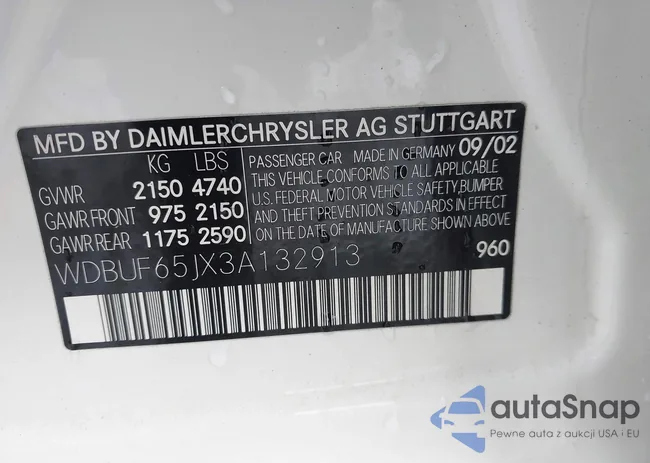 MFD BY DAIMLERCHRYSLER AG STUTTGART
KG LBS
GVWR 2150 4740
GAWR FRONT 975 2150
GAWR REAR 1175 2590
PASSENGER CAR MADE IN GERMANY 09/02
THIS VEHICLE CONFORMS TO ALL APPLICABLE
U.S. FEDERAL MOTOR VEHICLE SAFETY, BUMPER
AND THEFT PREVENTION STANDARDS IN EFFECT
ON THE DATE OF MANUFACTURE SHOWN ABOVE
960
WDBUF65JX3A132913
autoSnap
Pewne auta z aukcji USA i EU